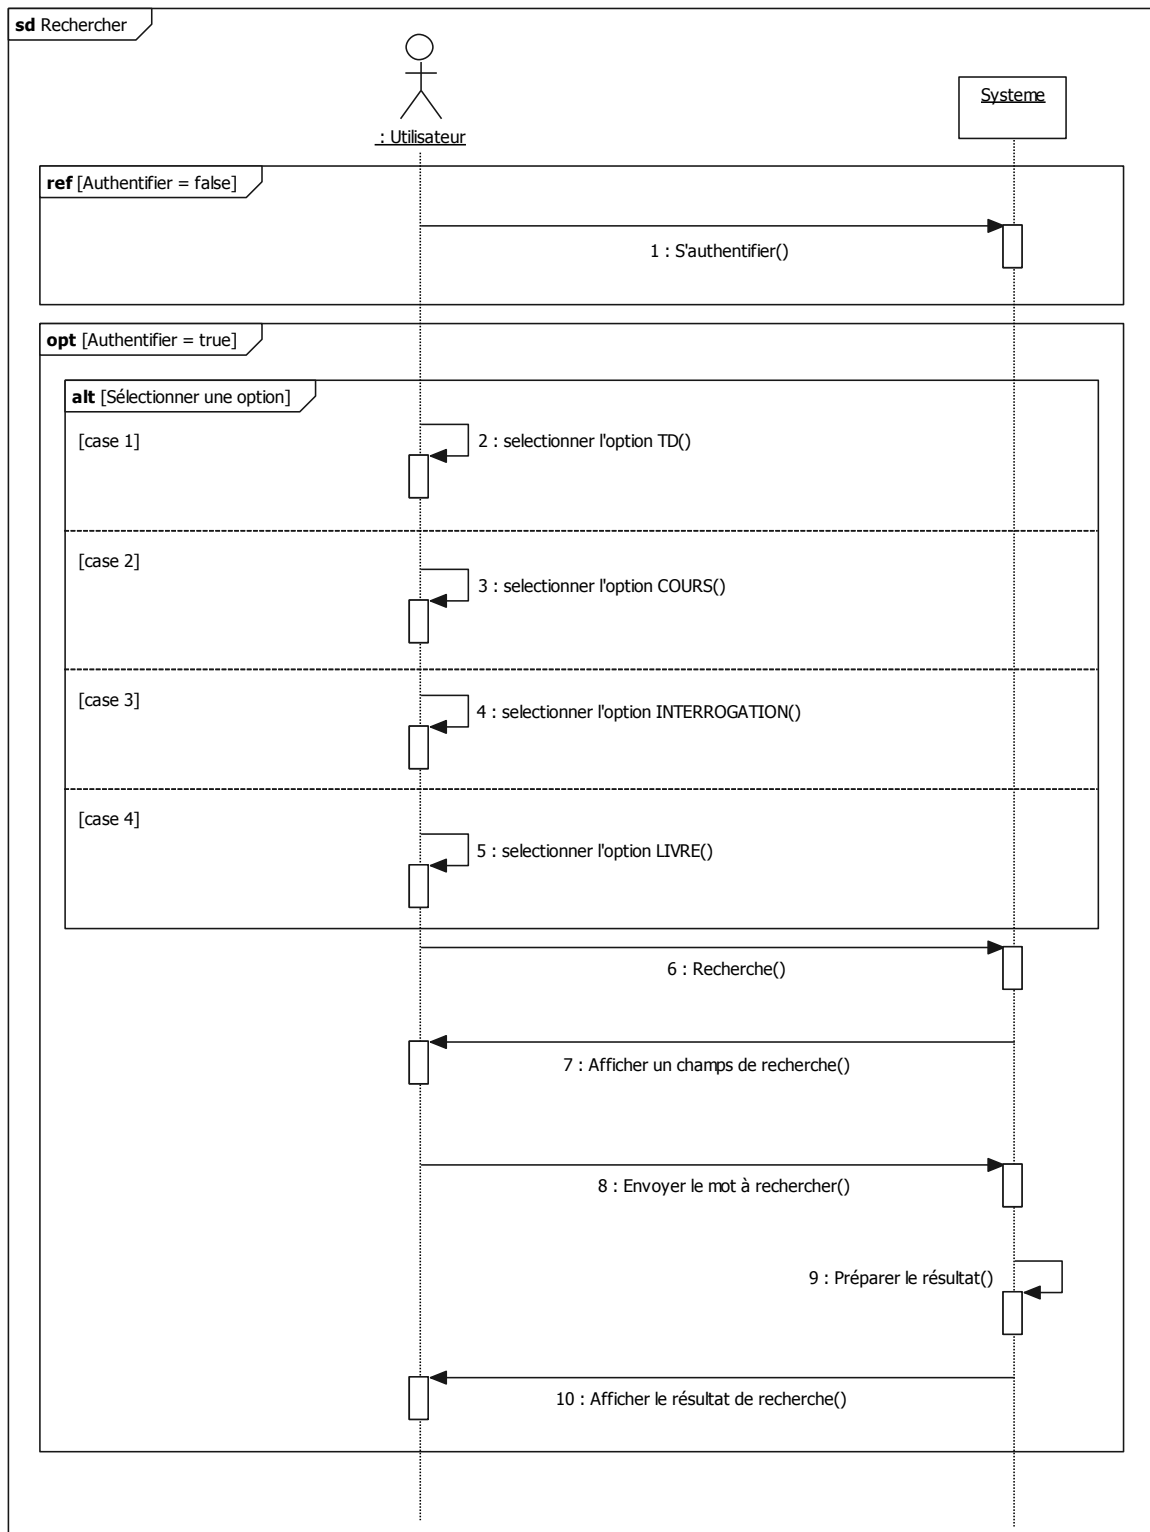 sd Rechercher
Systeme
: Utilisateur
ref [Authentifier = false]
1 : S'authentifier()
opt [Authentifier = true]
alt [Sélectionner une option]
[case 1]
2 : selectionner l'option TD()
[case 2]
3 : selectionner l'option COURS()
[case 3]
4 : selectionner l'option INTERROGATION()
[case 4]
5 : selectionner l'option LIVRE()
6 : Recherche()
7 : Afficher un champs de recherche()
8 : Envoyer le mot à rechercher()
9 : Préparer le résultat()
10 : Afficher le résultat de recherche()